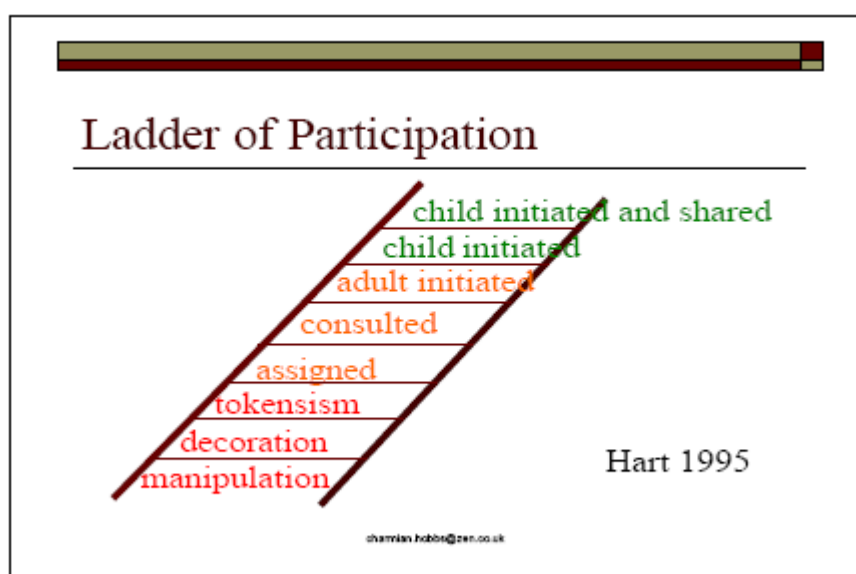 Ladder of Participation
child initiated and shared
child initiated
adult initiated
consulted
assigned
tokensism
decoration
manipulation
Hart 1995
charmian.hobbs@zen.co.uk